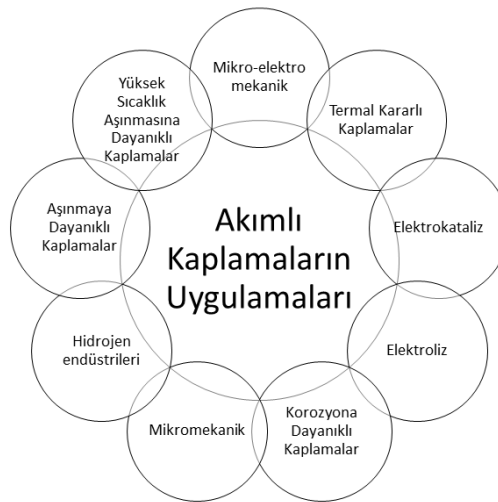 Mikro-elektro
mekanik
Termal Kararlı
Kaplamalar
Elektrokataliz
Elektroliz
Korozyona
Dayanıklı
Kaplamalar
Mikromekanik
Hidrojen
endüstrileri
Aşınmaya
Dayanıklı
Kaplamalar
Yüksek
Sıcaklık
Aşınmasına
Dayanıklı
Kaplamalar
Akımlı
Kaplamaların
Uygulamaları